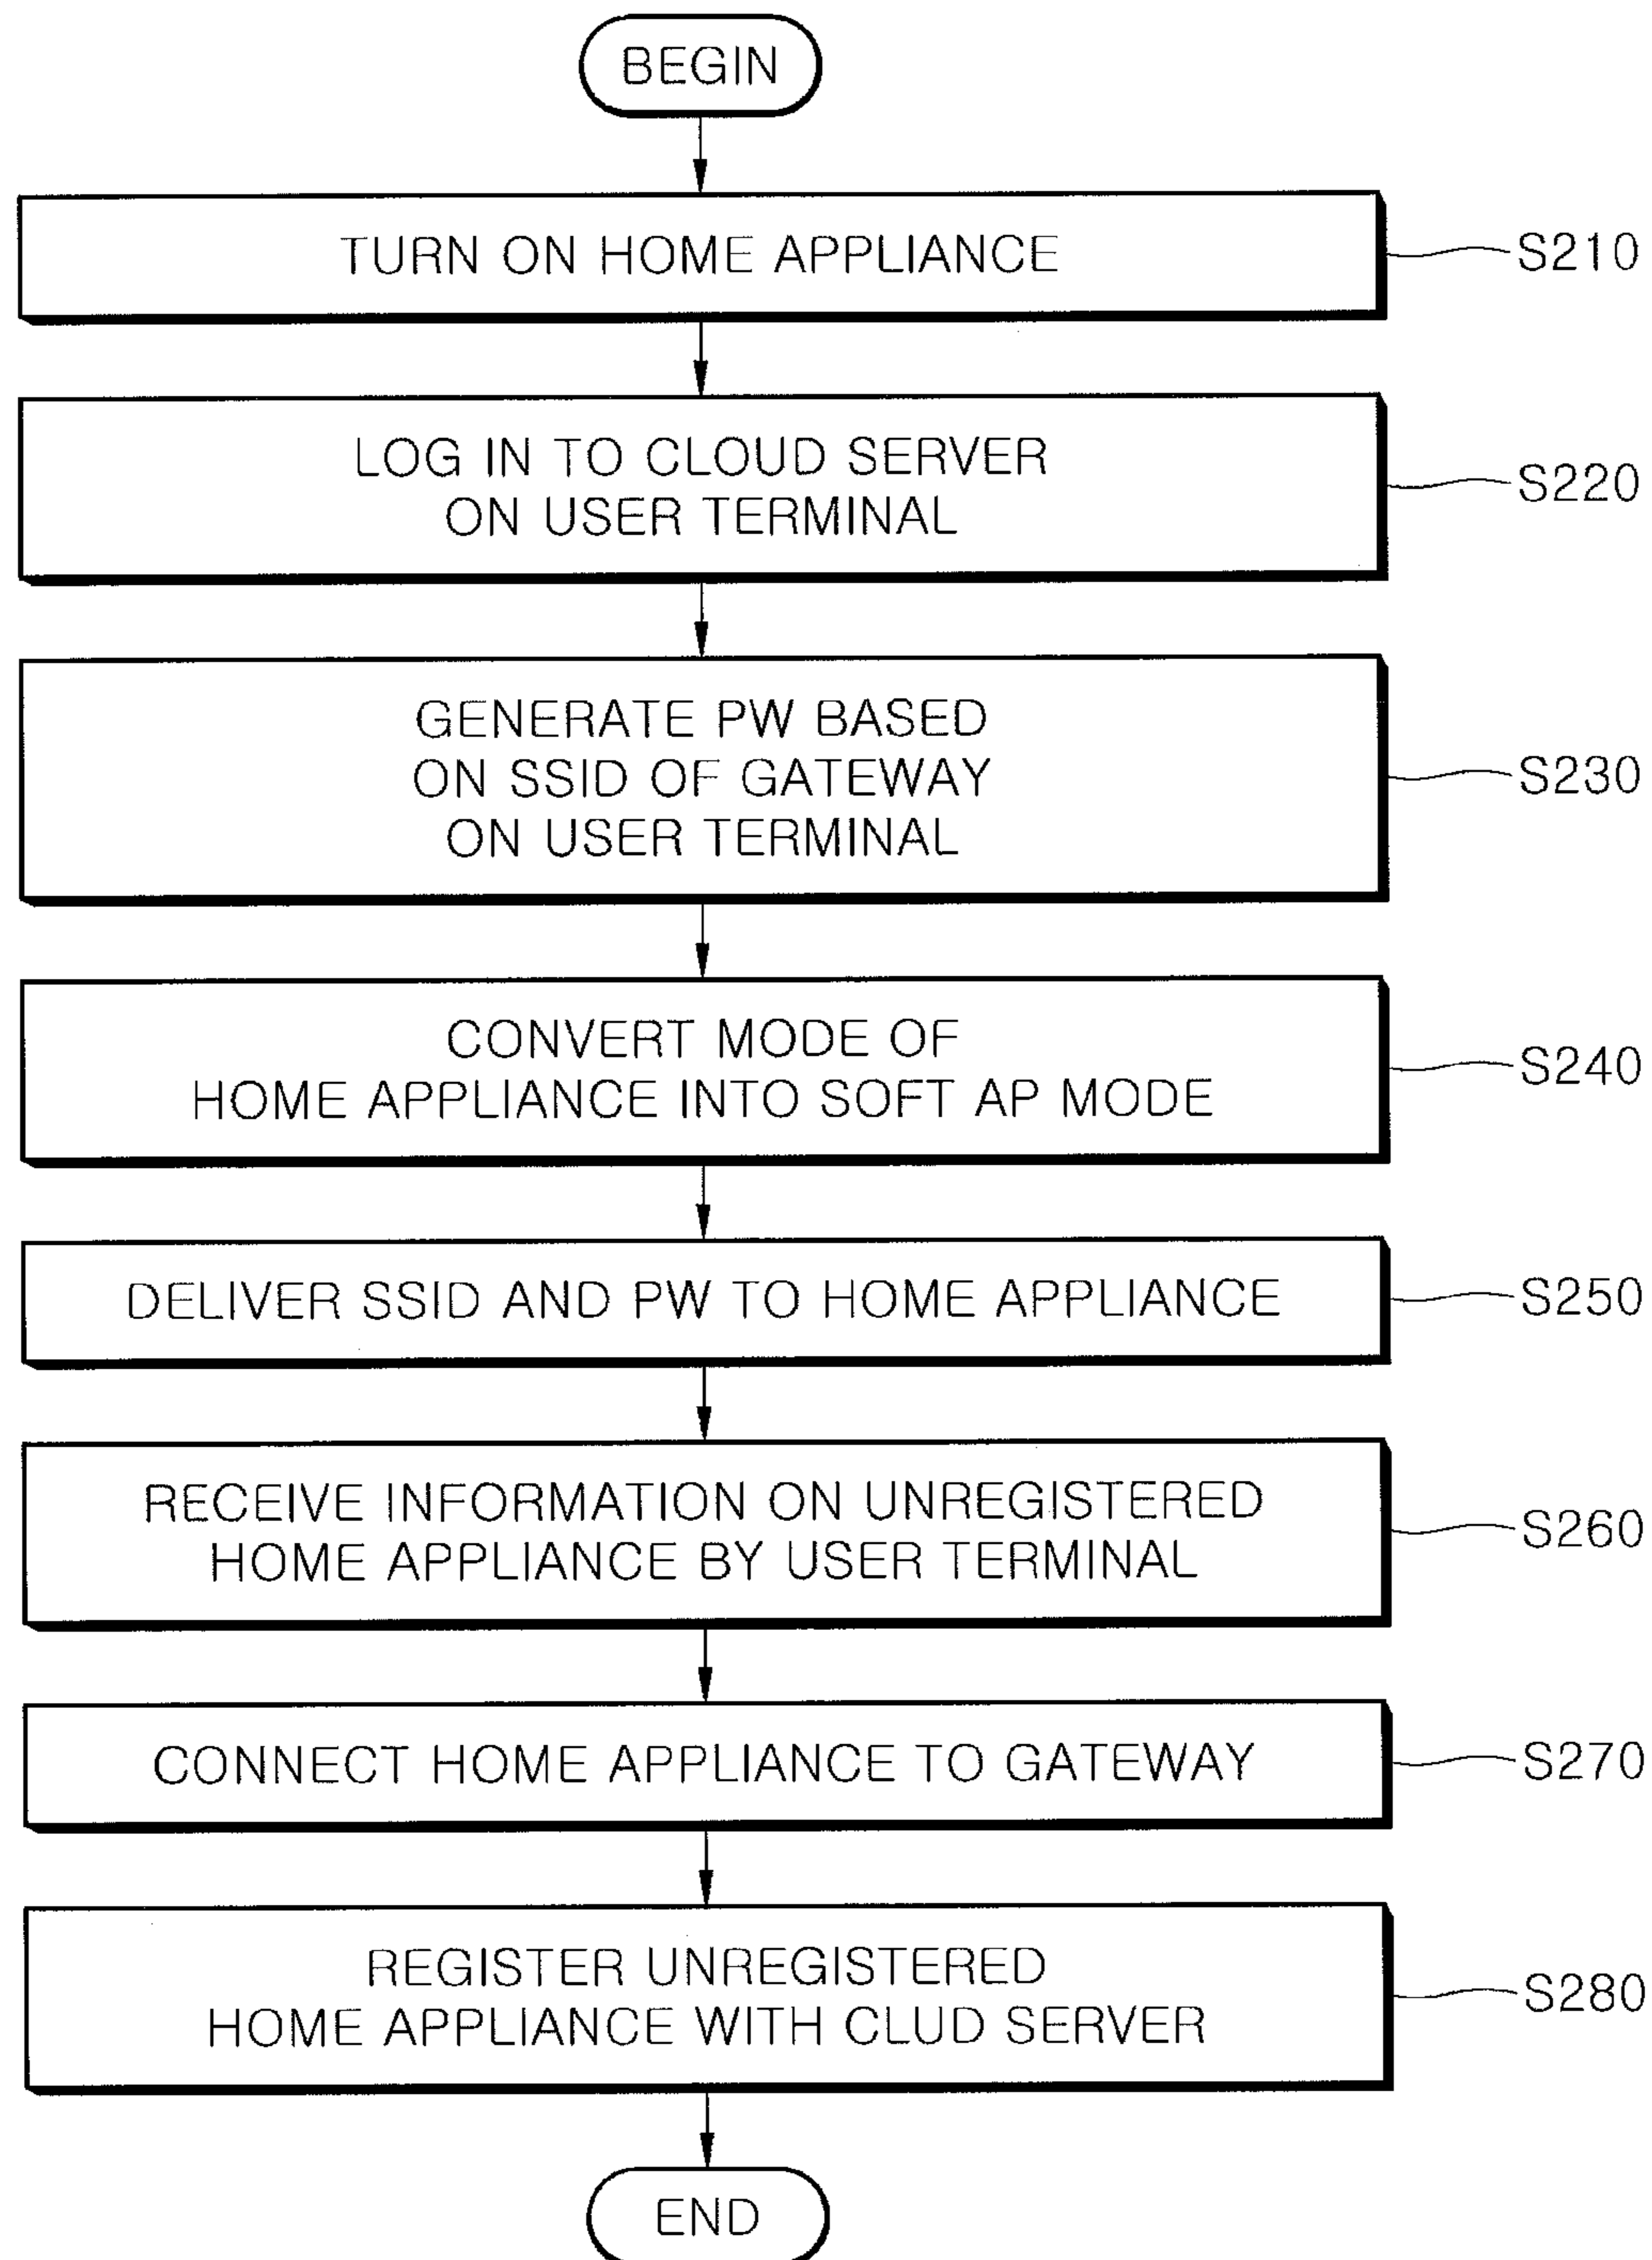 BEGIN
TURN ON HOME APPLIANCE
S210
LOG IN TO CLOUD SERVER
ON USER TERMINAL
S220
GENERATE PW BASED
ON SSID OF GATEWAY
ON USER TERMINAL
S230
CONVERT MODE OF
HOME APPLIANCE INTO SOFT AP MODE
S240
DELIVER SSID AND PW TO HOME APPLIANCE
S250
RECEIVE INFORMATION ON UNREGISTERED
HOME APPLIANCE BY USER TERMINAL
S260
CONNECT HOME APPLIANCE TO GATEWAY
S270
REGISTER UNREGISTERED
HOME APPLIANCE WITH CLUD SERVER
S280
END